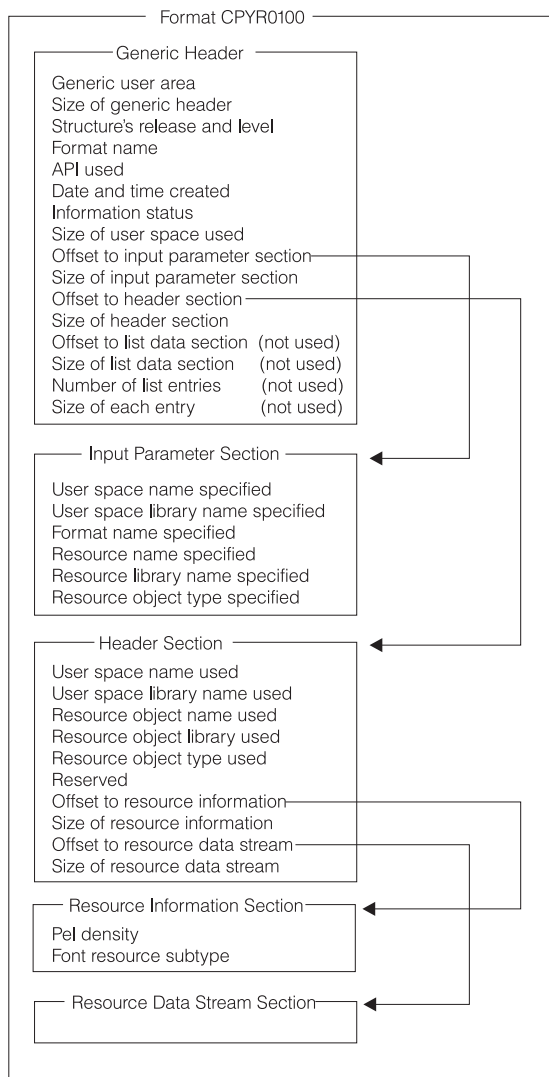 Format CPYR0100
Generic Header
Generic user area
Size of generic header
Structure's release and level
Format name
API used
Date and time created
Information status
Size of user space used
Offset to input parameter section
Size of input parameter section
Offset to header section
Size of header section
Offset to list data section (not used)
Size of list data section (not used)
Number of list entries (not used)
Size of each entry (not used)
Input Parameter Section
User space name specified
User space library name specified
Format name specified
Resource name specified
Resource library name specified
Resource object type specified
Header Section
User space name used
User space library name used
Resource object name used
Resource object library used
Resource object type used
Reserved
Offset to resource information
Size of resource information
Offset to resource data stream
Size of resource data stream
Resource Information Section
Pel density
Font resource subtype
Resource Data Stream Section